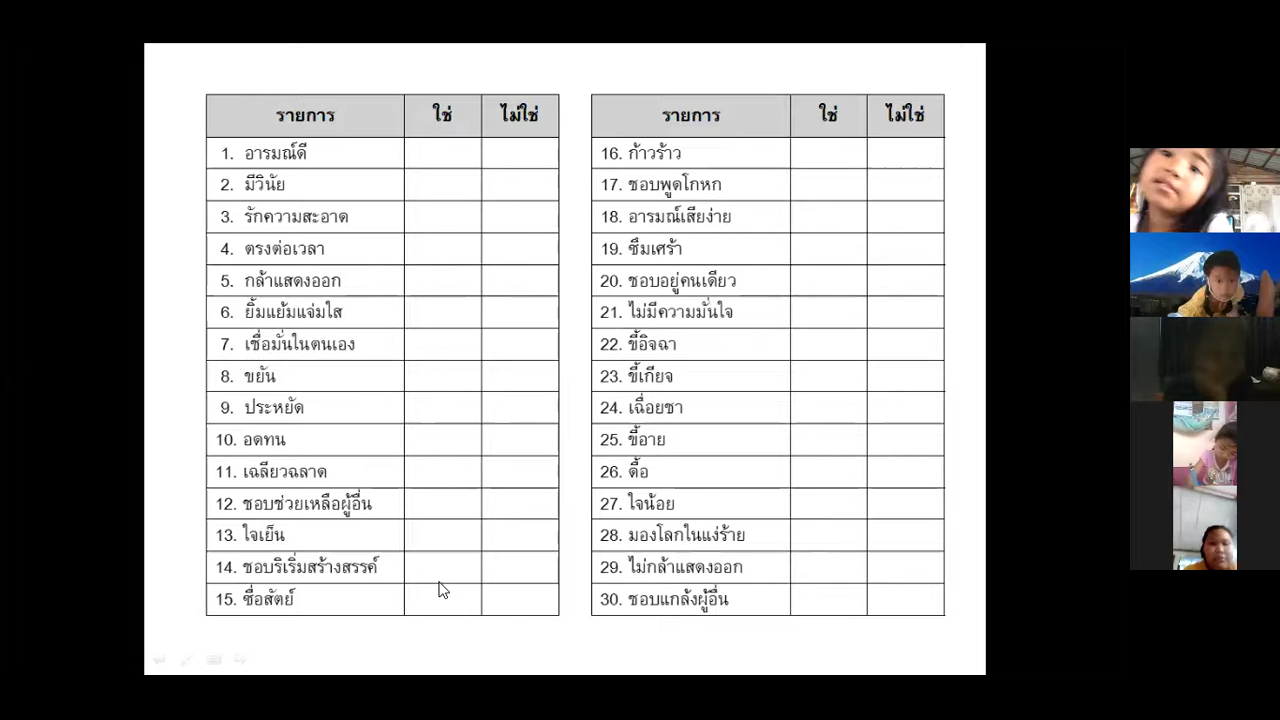 รายการ ใช่ ไม่ใช่
1. อารมณ์ดี
2. มีวินัย
3. รักความสะอาด
4. ตรงต่อเวลา
5. กล้าแสดงออก
6. ยิ้มแย้มแจ่มใส
7. เชื่อมั่นในตนเอง
8. ขยัน
9. ประหยัด
10. อดทน
11. เฉลียวฉลาด
12. ชอบช่วยเหลือผู้อื่น
13. ใจเย็น
14. ชอบริเริ่มสร้างสรรค์
15. ซื่อสัตย์
รายการ ใช่ ไม่ใช่
16. ก้าวร้าว
17. ชอบพูดโกหก
18. อารมณ์เสียง่าย
19. ซึมเศร้า
20. ชอบอยู่คนเดียว
21. ไม่มีความมั่นใจ
22. ขี้อิจฉา
23. ขี้เกียจ
24. เฉื่อยชา
25. ขี้อาย
26. ดื้อ
27. ใจน้อย
28. มองโลกในแง่ร้าย
29. ไม่กล้าแสดงออก
30. ชอบแกล้งผู้อื่น